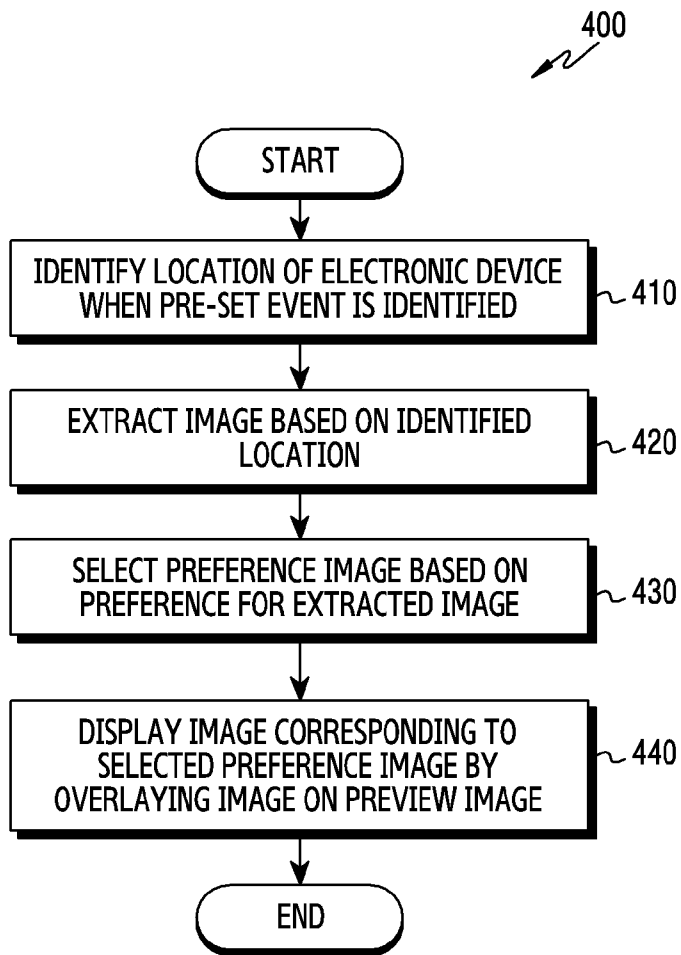 400
START
IDENTIFY LOCATION OF ELECTRONIC DEVICE
WHEN PRE-SET EVENT IS IDENTIFIED
410
EXTRACT IMAGE BASED ON IDENTIFIED
LOCATION
420
SELECT PREFERENCE IMAGE BASED ON
PREFERENCE FOR EXTRACTED IMAGE
430
DISPLAY IMAGE CORRESPONDING TO
SELECTED PREFERENCE IMAGE BY
OVERLAYING IMAGE ON PREVIEW IMAGE
440
END